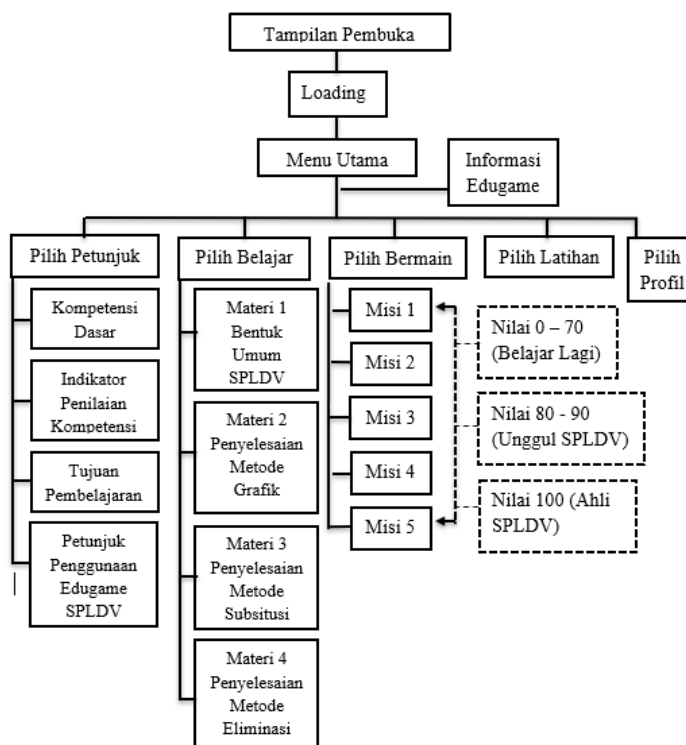 Tampilan Pembuka
Loading
Menu Utama
Informasi
Edugame
Pilih Petunjuk
Pilih Belajar
Pilih Bermain
Pilih Latihan
Pilih
Profil
Kompetensi
Dasar
Indikator
Penilaian
Kompetensi
Tujuan
Pembelajaran
Petunjuk
Penggunaan
Edugame
SPLDV
Materi 1
Bentuk
Umum
SPLDV
Materi 2
Penyelesaian
Metode
Grafik
Materi 3
Penyelesaian
Metode
Subsitusi
Materi 4
Penyelesaian
Metode
Eliminasi
Misi 1
Misi 2
Misi 3
Misi 4
Misi 5
Nilai 0 – 70
(Belajar Lagi)
Nilai 80 - 90
(Unggul SPLDV)
Nilai 100 (Ahli
SPLDV)